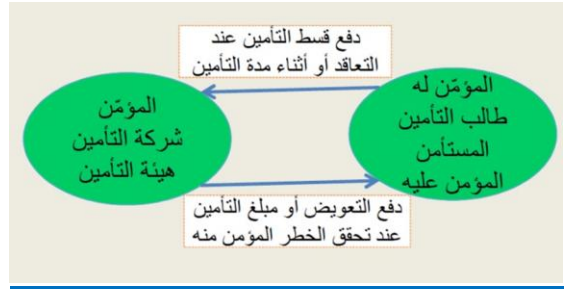 دفع قسط التأمين عند
التعاقد أو أثناء مدة التأمين
المؤمّن له
طالب التأمين
المستأمن
المؤمن عليه
المؤمّن
شركة التأمين
هيئة التأمين
دفع التعويض أو مبلغ التأمين
عند تحقق الخطر المؤمن منه